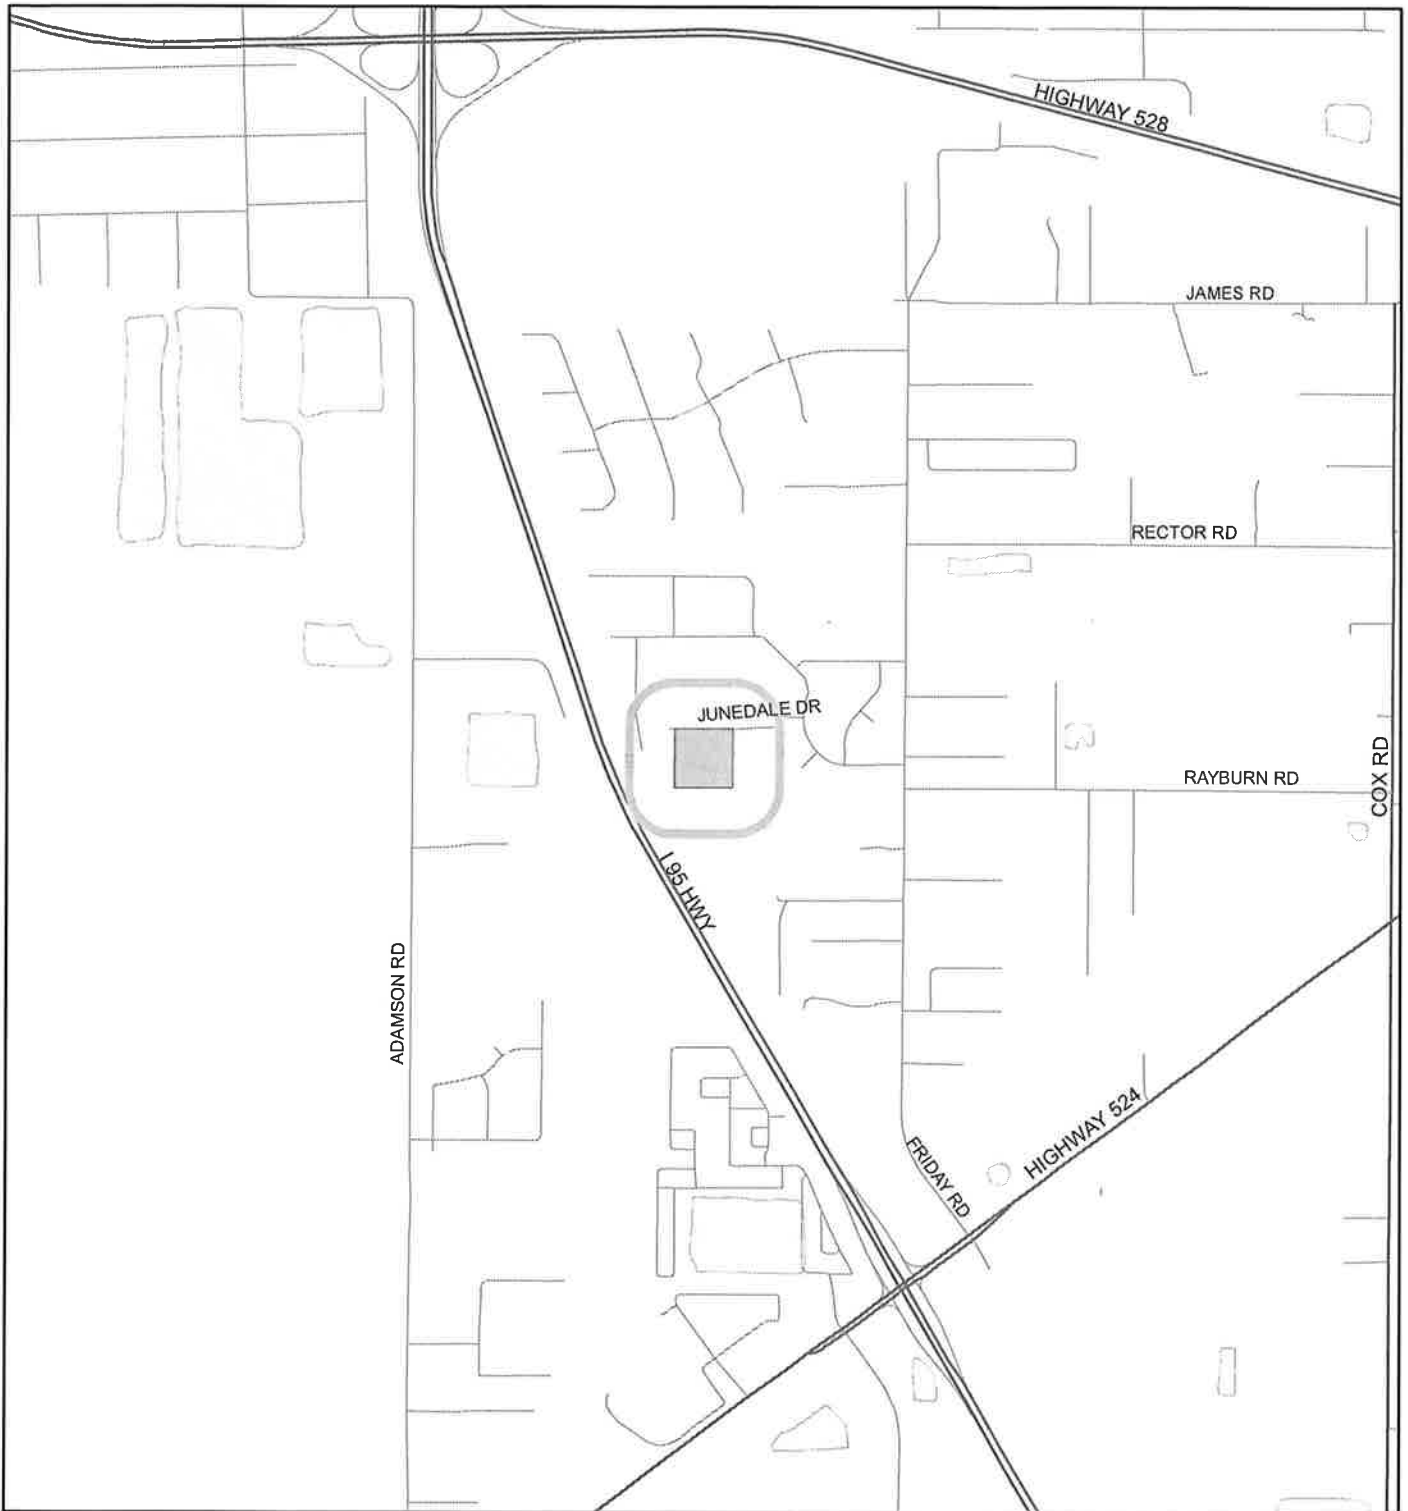 HIGHWAY 528
JAMES RD
RECTOR RD
JUNEDALE DR
COX RD
RAYBURN RD
I 95 HWY
ADAMSON RD
HIGHWAY 524
FRIDAY RD